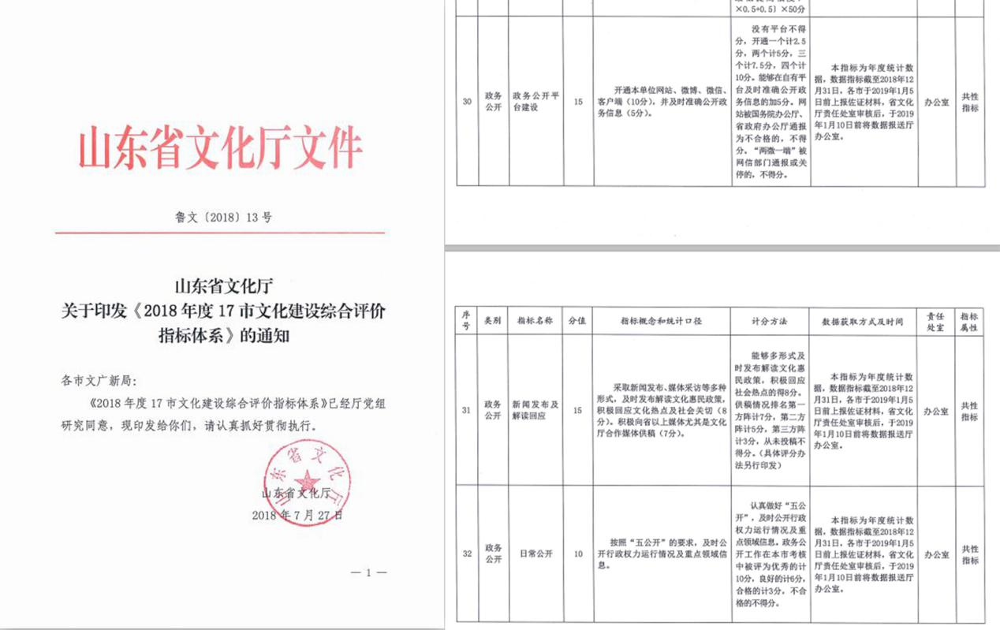 山东省文化厅文件
鲁文〔2018〕13号
山东省文化厅
关于印发《2018年度17市文化建设综合评价
指标体系》的通知
各市文广新局:
《2018年度17市文化建设综合评价指标体系》已经厅党组
研究同意,现印发给你们,请认真抓好贯彻执行。
山东省文化厅
山东省文化厅
2018年7月27日
— 1 —
×0.5+0.5〕×50分
30
政务
公开
政务公开平
台建设
15
开通本单位网站、微博、微信、
客户端(10分),并及时准确公开政
务信息(5分)。
没有平台不得
分,开通一个计2.5
分,两个计5分,三
个计7.5分,四个计
10分。能够在自有平
台及时准确公开政
务信息的加5分。网
站被国务院办公厅、
省政府办公厅通报
为不合格的,不得
分。“两微一端”被
网信部门通报或关
停的,不得分。
本指标为年度统计数
据,数据指标截至2018年12
月31日,各市于2019年1月5
日前上报佐证材料,省文化
厅责任处室审核后,于2019
年1月10日前将数据报送厅
办公室。
办公室
共性
指标
序
号
类别
指标名称
分值
指标概念和统计口径
计分方法
数据获取方式及时间
责任
处室
指标
属性
31
政务
公开
新闻发布及
解读回应
15
采取新闻发布、媒体采访等多种
形式,及时发布解读文化惠民政策,
积极回应文化热点及社会关切(8
分)。积极向省以上媒体尤其是文化
厅合作媒体供稿(7分)。
能够多形式及
时发布解读文化惠
民政策,积极回应
社会热点的得8分。
供稿情况排名第一
方阵计7分,第二方
阵计5分,第三方阵
计3分,从未投稿不
得分。(具体评分办
法另行印发)
本指标为年度统计数
据,数据指标截至2018年12
月31日,各市于2019年1月5
日前上报佐证材料,省文化
厅责任处室审核后,于2019
年1月10日前将数据报送厅
办公室。
办公室
共性
指标
32
政务
公开
日常公开
10
按照“五公开”的要求,及时公
开行政权力运行情况及重点领域信
息。
认真做好“五公
开”,及时公开行政
权力运行情况及重
点领域信息。政务公
开工作在本市考核
中被评为优秀的计
10分,良好的计6分,
合格的计3分,不合
格的不得分。
本指标为年度统计数
据,数据指标截至2018年12
月31日,各市于2019年1月5
日前上报佐证材料,省文化
厅责任处室审核后,于2019
年1月10日前将数据报送厅
办公室。
办公室
共性
指标